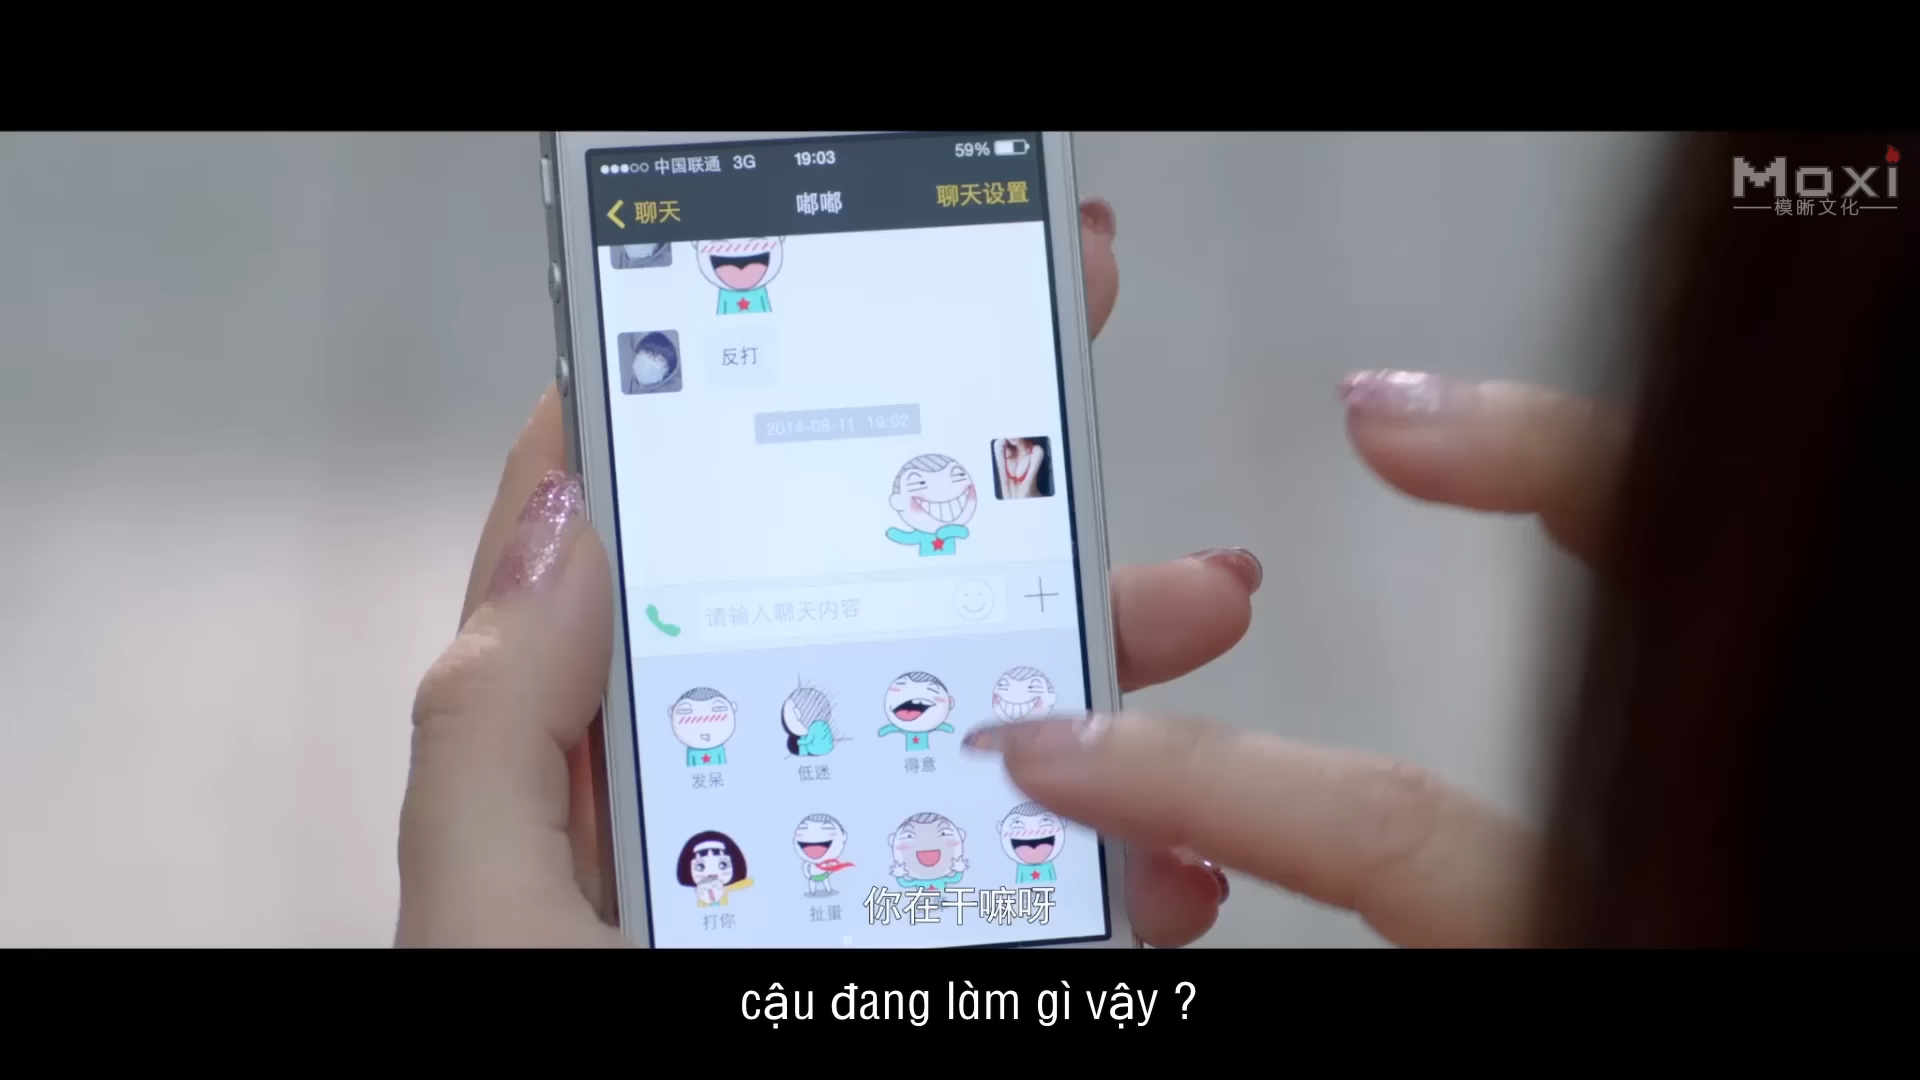 中国联通 3G 19:03 59%
Moxi
模晰文化
聊天 嘟嘟 聊天设置
反打
2014-08-11 19:02
请输入聊天内容
发呆 低迷 得意
打你 扯蛋
你在干嘛呀
cậu đang làm gì vậy ?